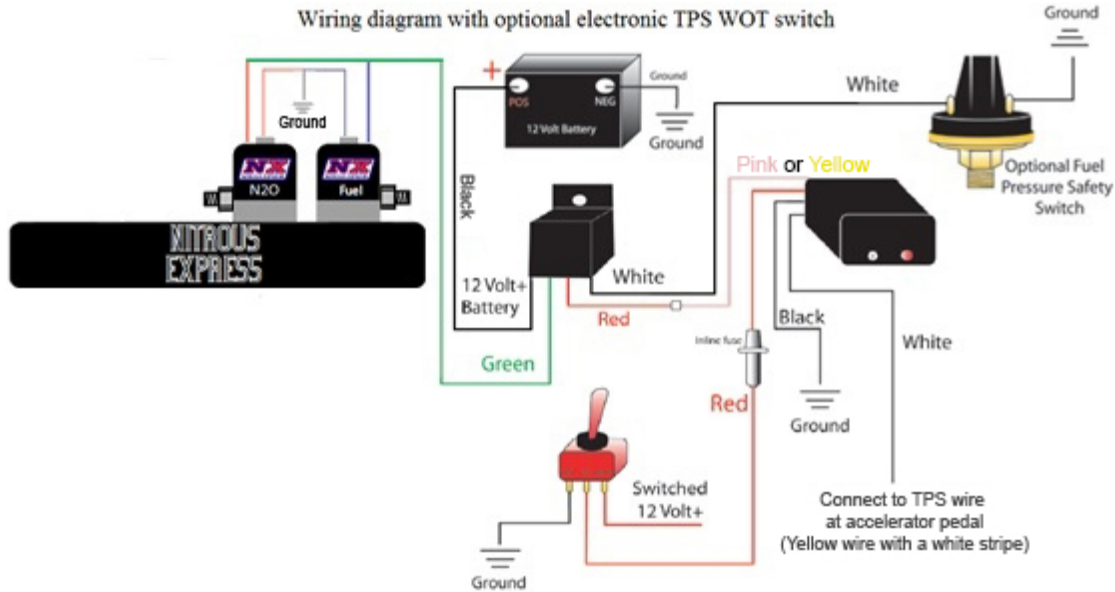 Wiring diagram with optional electronic TPS WOT switch
Ground
White
+
POS
NEG
12 Volt Battery
Ground
Ground
Ground
NX
N2O
NX
Fuel
NITROUS
EXPRESS
Black
12 Volt+
Battery
White
Red
Green
Pink or Yellow
Optional Fuel
Pressure Safety
Switch
Inline fuse
Black
White
Red
Ground
Switched
12 Volt+
Ground
Connect to TPS wire
at accelerator pedal
(Yellow wire with a white stripe)